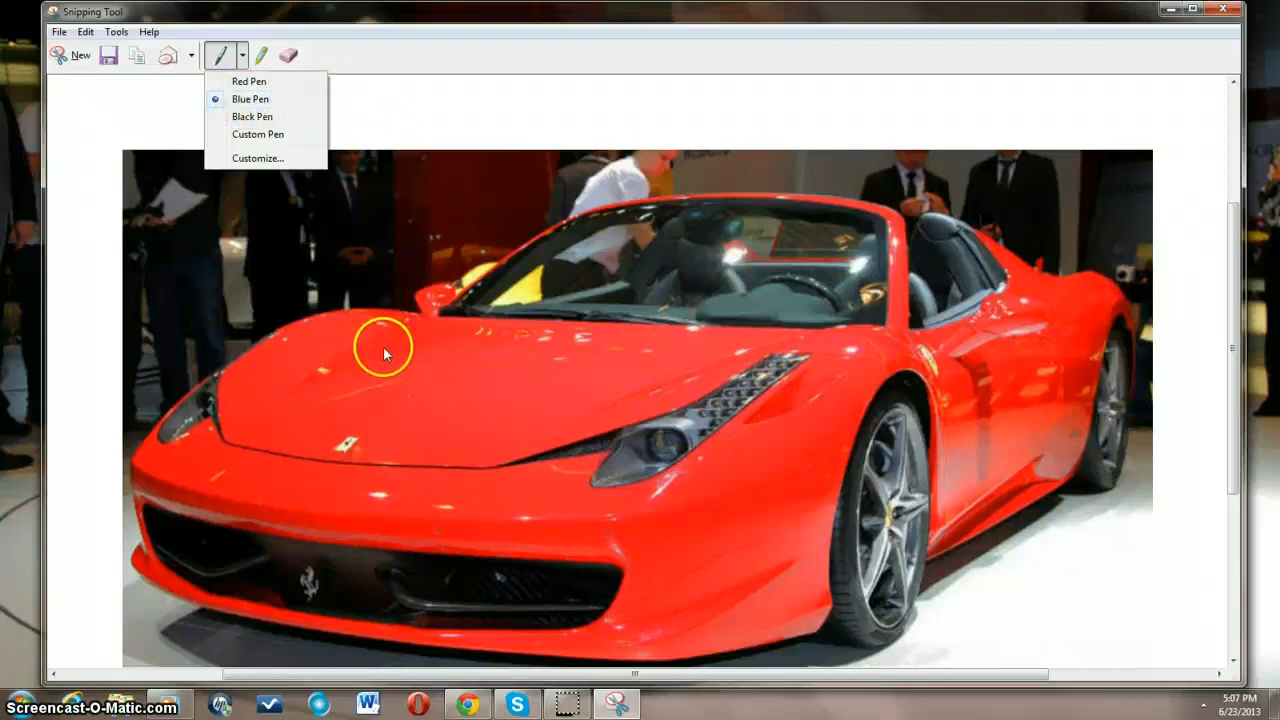 Snipping Tool
File Edit Tools Help
New
Red Pen
Blue Pen
Black Pen
Custom Pen
Customize...
5:07 PM
6/23/2013
Screencast-O-Matic.com